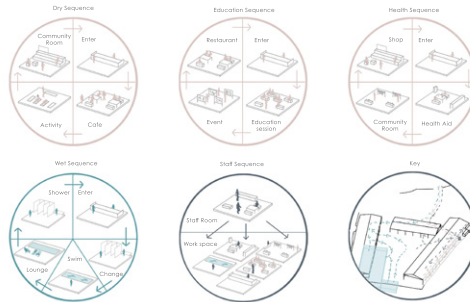 Dry Sequence
Community
Room
Enter
Activity
Cafe
Education Sequence
Restaurant
Enter
Event
Education
session
Health Sequence
Shop
Enter
Community
Room
Health Aid
Wet Sequence
Shower
Enter
Lounge
Swim
Change
Staff Sequence
Staff Room
Work space
Key